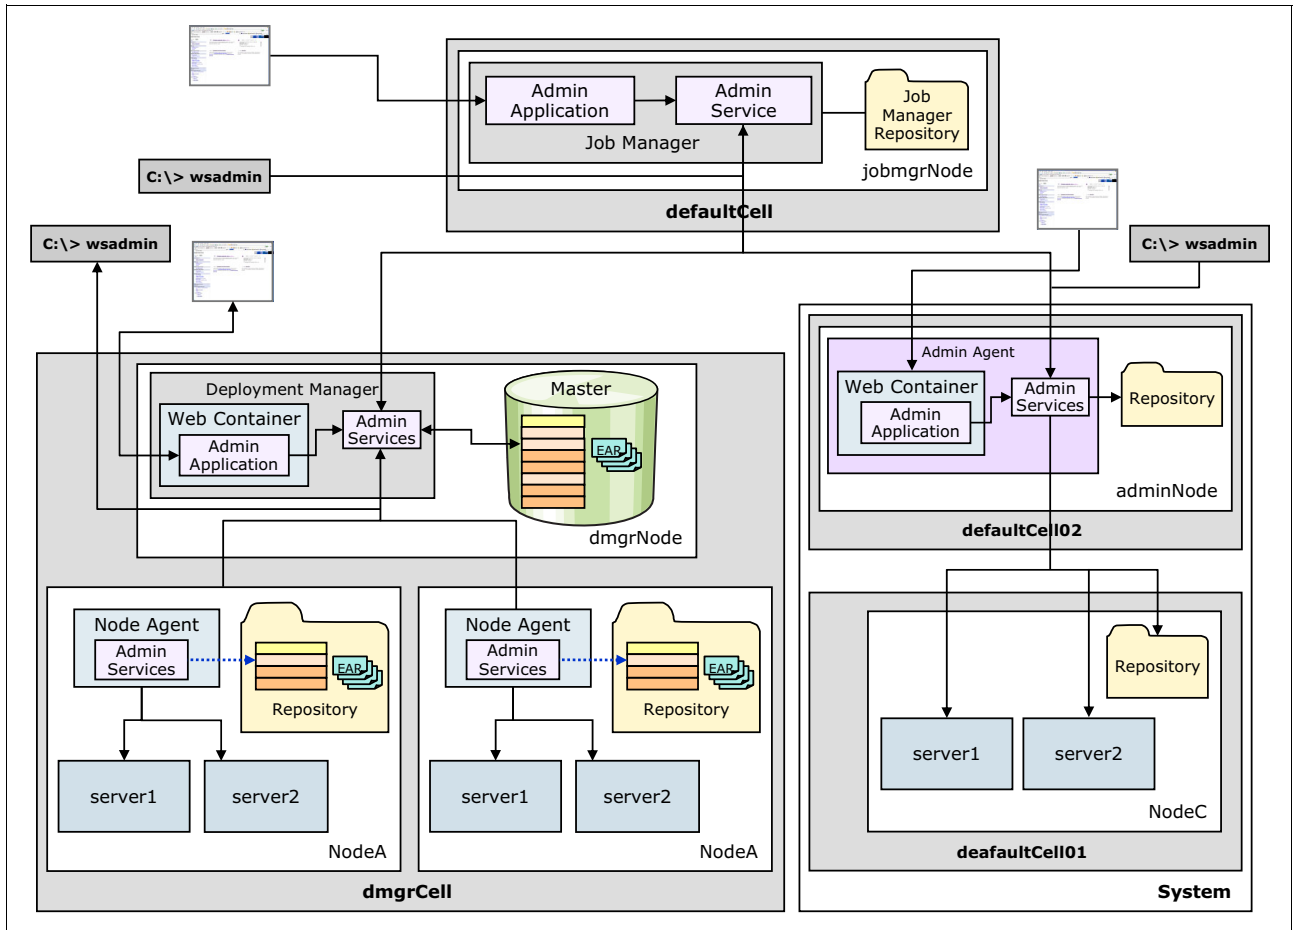 Admin
Application
Admin
Service
Job Manager
Job
Manager
Repository
jobmgrNode
defaultCell
C:\> wsadmin
C:\> wsadmin
C:\> wsadmin
Deployment Manager
Web Container
Admin
Application
Admin
Services
Master
EAR
dmgrNode
Node Agent
Admin
Services
EAR
Repository
server1
server2
NodeA
Node Agent
Admin
Services
EAR
Repository
server1
server2
NodeA
dmgrCell
Admin Agent
Web Container
Admin
Application
Admin
Services
Repository
adminNode
defaultCell02
Repository
server1
server2
NodeC
deafaultCell01
System